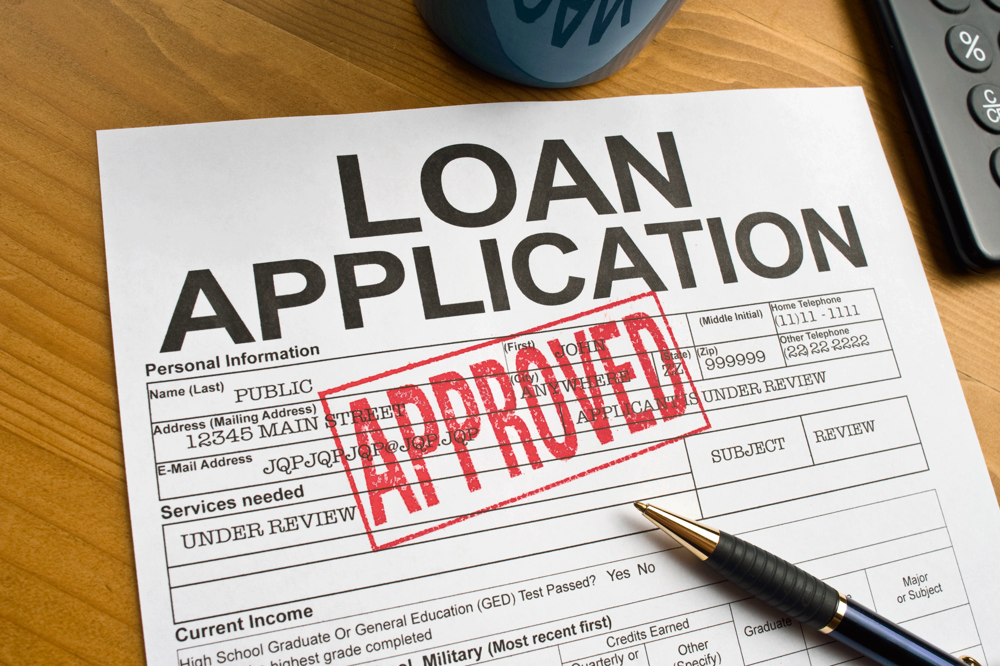 %
C
CE
LOAN
APPLICATION
Personal Information
Name (Last) PUBLIC (First) JOHN (Middle Initial) Home Telephone
(11)11 - 1111
Address (Mailing Address) (City) (State) (Zip) Other Telephone
12345 MAIN STREET ANYWHERE ZZ 999999 (22) 22-2222
E-Mail Address JQPJQPJQP@JQP.JQP APPLICANT IS UNDER REVIEW
APPROVED
Services needed
UNDER REVIEW SUBJECT REVIEW
Current Income
High School Graduate Or General Education (GED) Test Passed? Yes No
highest grade completed
Military (Most recent first)
Credits Earned Graduate Major
or Subject
Quarterly or Other
(Specify)